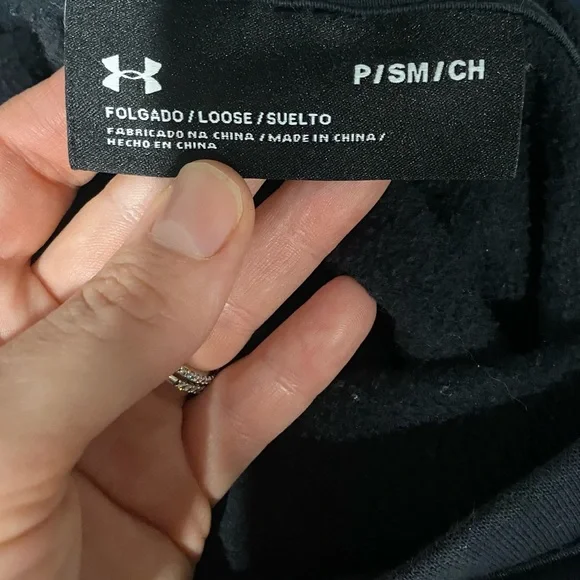 P/SM/CH
FOLGADO / LOOSE / SUELTO
FABRICADO NA CHINA / MADE IN CHINA /
HECHO EN CHINA